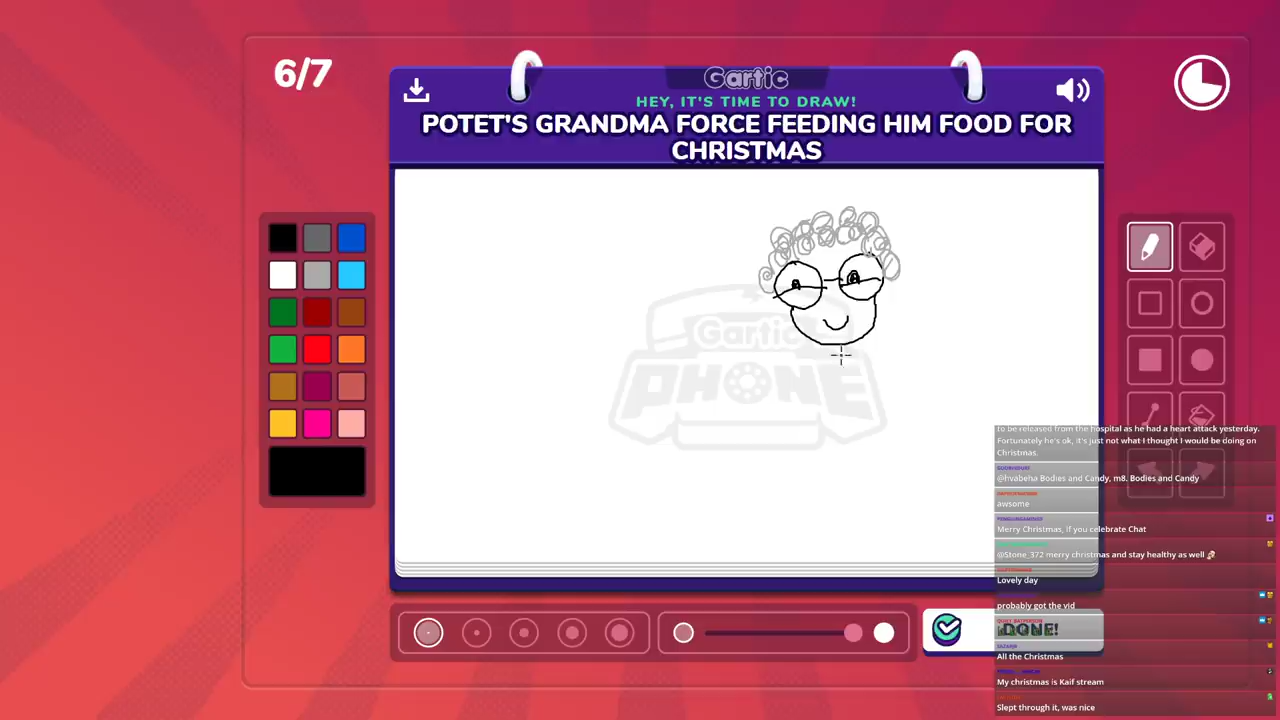 6/7
Gartic
HEY, IT'S TIME TO DRAW!
POTET'S GRANDMA FORCE FEEDING HIM FOOD FOR
CHRISTMAS
Gartic
PHONE
DONE!
to be released from the hospital as he had a heart attack yesterday.
Fortunately he's ok, it's just not what I thought I would be doing on
Christmas.
@hvabena Bodies and Candy, m8. Bodies and Candy
awsome
Merry Christmas, if you celebrate Chat
@Stone_372 merry christmas and stay healthy as well
Lovely day
probably got the vid
All the Christmas
My christmas is Kaif stream
Slept through it, was nice